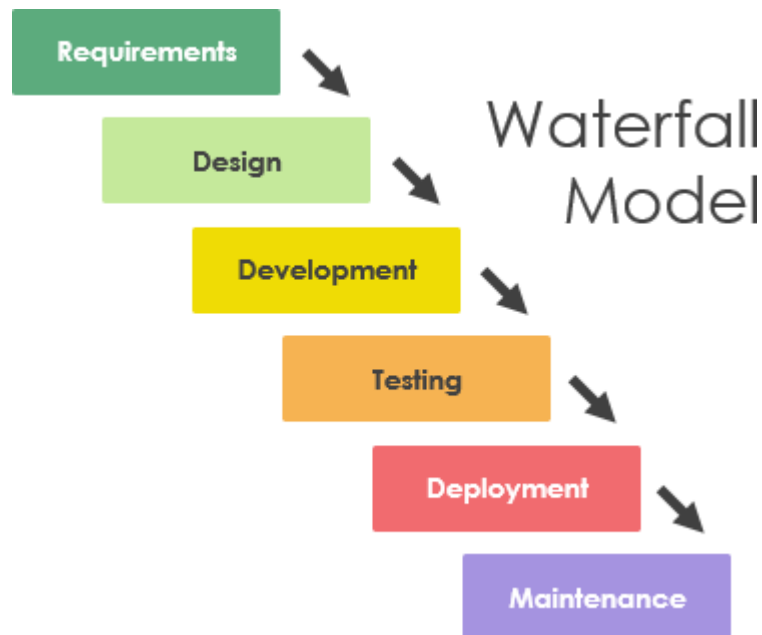 Requirements
Waterfall
Model
Design
Development
Testing
Deployment
Maintenance